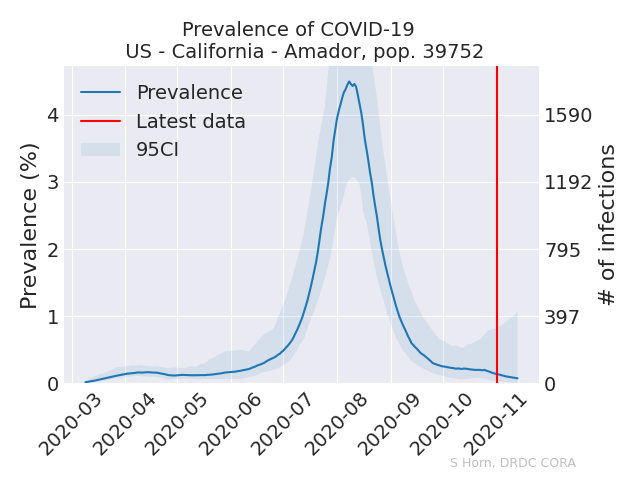 Prevalence of COVID-19
US - California - Amador, pop. 39752
Prevalence
Latest data
95CI
Prevalence (%)
4
3
2
1
0
1590
1192
795
397
0
# of infections
2020-03
2020-04
2020-05
2020-06
2020-07
2020-08
2020-09
2020-10
2020-11
S Horn, DRDC CORA